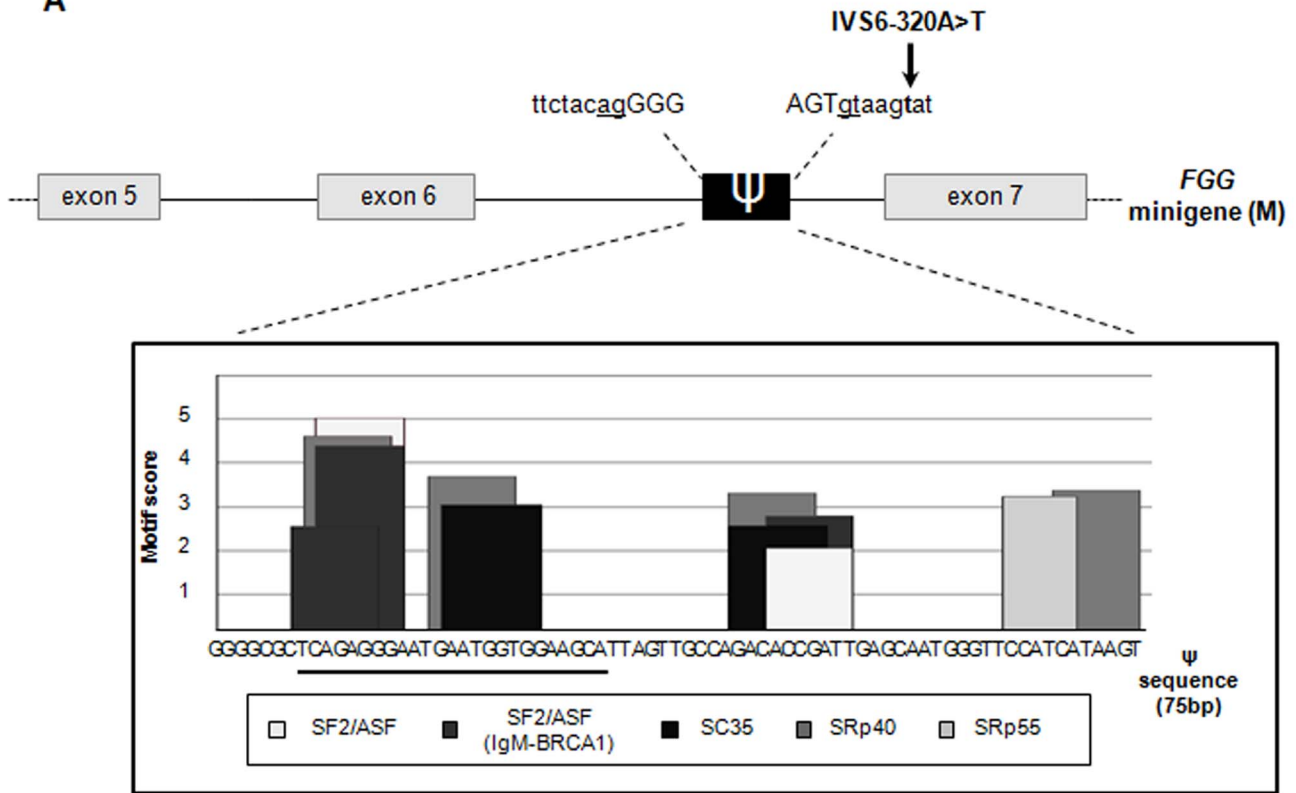 A
IVS6-320A>T
ttctacagGGG
AGTgtaagtat
exon 5
exon 6
ψ
exon 7
FGG
minigene (M)
Motif score
5
4
3
2
1
GGGGCGCTCAGAGGGAATGAATGGTGGAAGCATTAGTTGCCAGACACCGATTGAGCAATGGGTTCCATCATAAGT
ψ
sequence
(75bp)
SF2/ASF
SF2/ASF
(IgM-BRCA1)
SC35
SRp40
SRp55